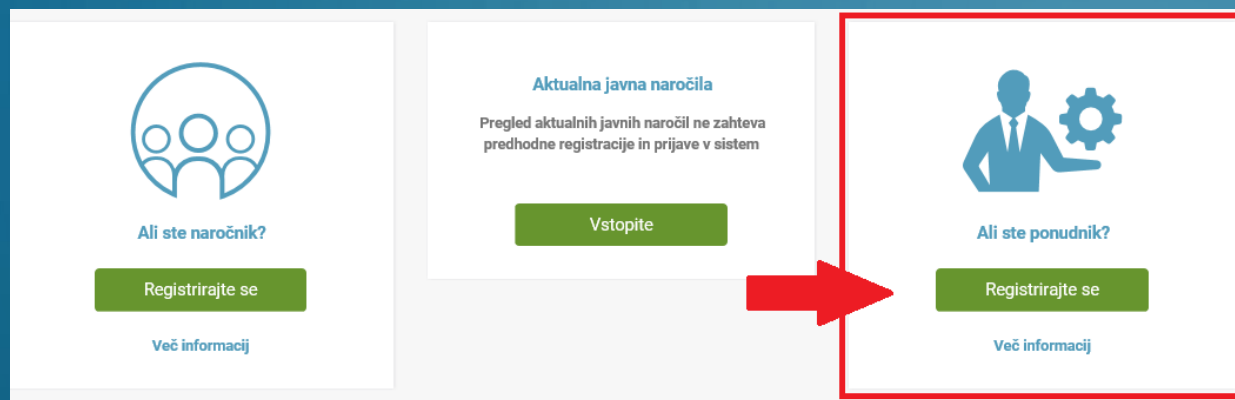 Ali ste naročnik?
Registrirajte se
Več informacij
Aktualna javna naročila
Pregled aktualnih javnih naročil ne zahteva
predhodne registracije in prijave v sistem
Vstopite
Ali ste ponudnik?
Registrirajte se
Več informacij